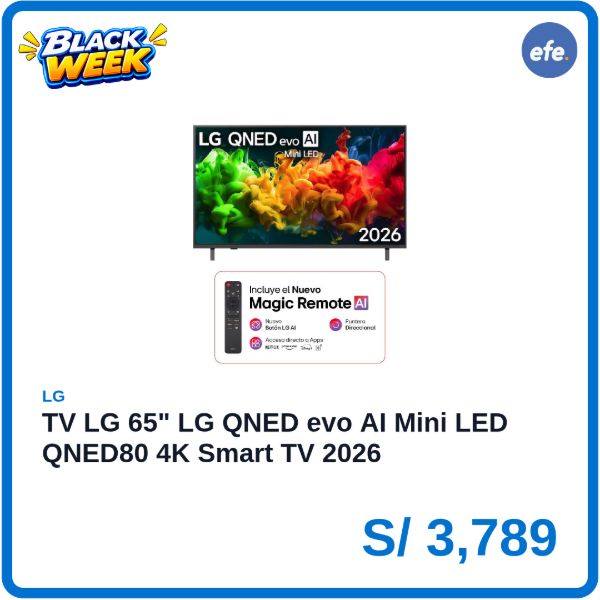 BLACK
WEEK
efe.
LG QNED evo AI
Mini LED
2026
Incluye el Nuevo
Magic Remote AI
Nuevo
Botón LG AI
Puntero
Direccional
Acceso directo a Apps
NETFLIX
LG
TV LG 65" LG QNED evo AI Mini LED
QNED80 4K Smart TV 2026
S/ 3,789